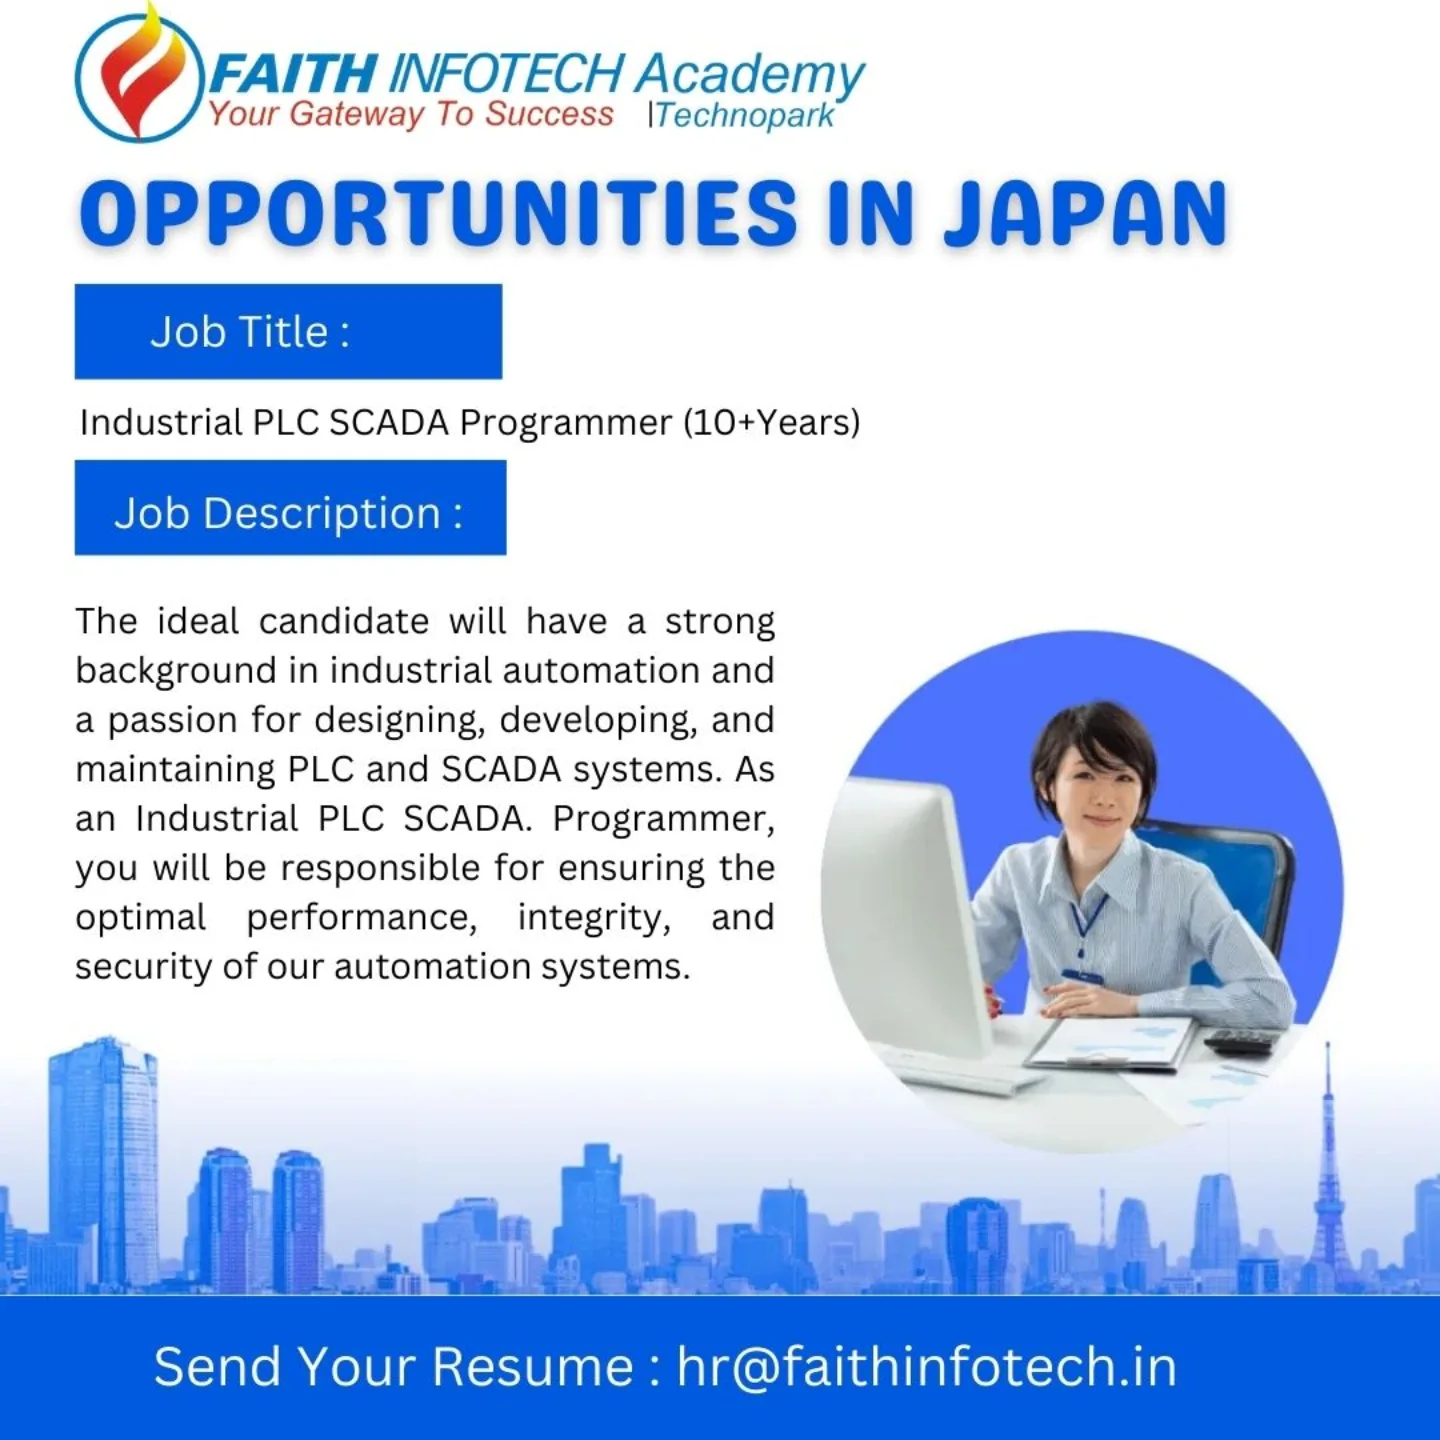 FAITH INFOTECH Academy
Your Gateway To Success |Technopark
OPPORTUNITIES IN JAPAN
Job Title :
Industrial PLC SCADA Programmer (10+Years)
Job Description :
The ideal candidate will have a strong
background in industrial automation and
a passion for designing, developing, and
maintaining PLC and SCADA systems. As
an Industrial PLC SCADA. Programmer,
you will be responsible for ensuring the
optimal performance, integrity, and
security of our automation systems.
Send Your Resume : hr@faithinfotech.in